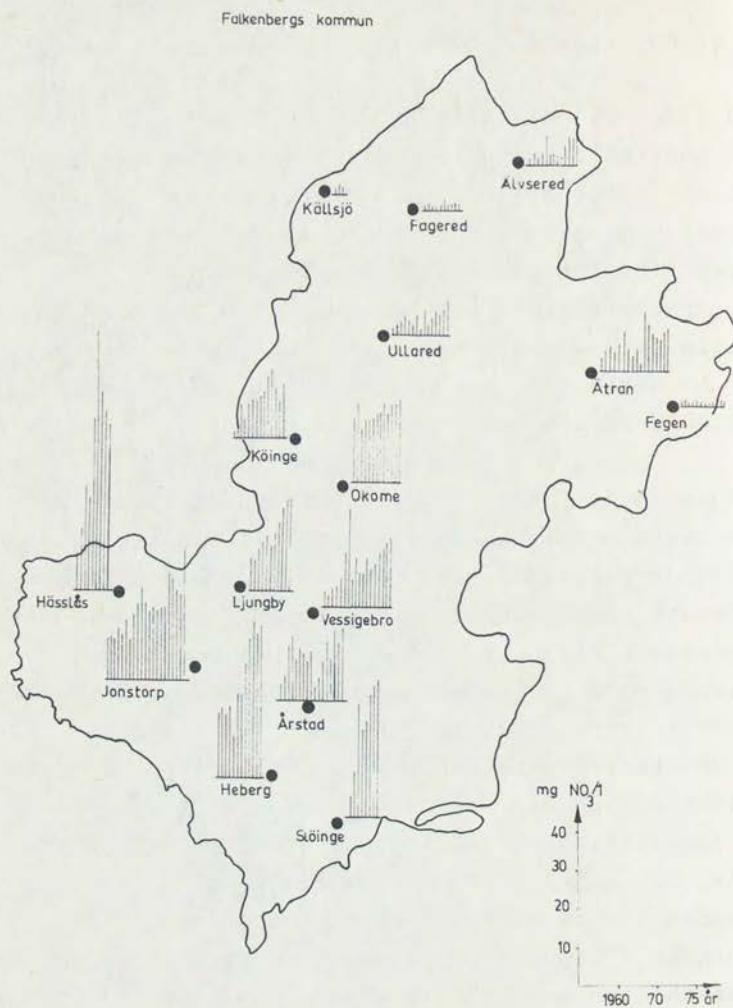 Falkenbergs kommun
Älvsered
Källsjö
Fagered
Ullared
Ätran
Fegen
Köinge
Okome
Hässlås
Ljungby
Vessigebro
Jonstorp
Årstad
Heberg
Slöinge
mg NO3/l
40
30
20
10
1960 70 75 år